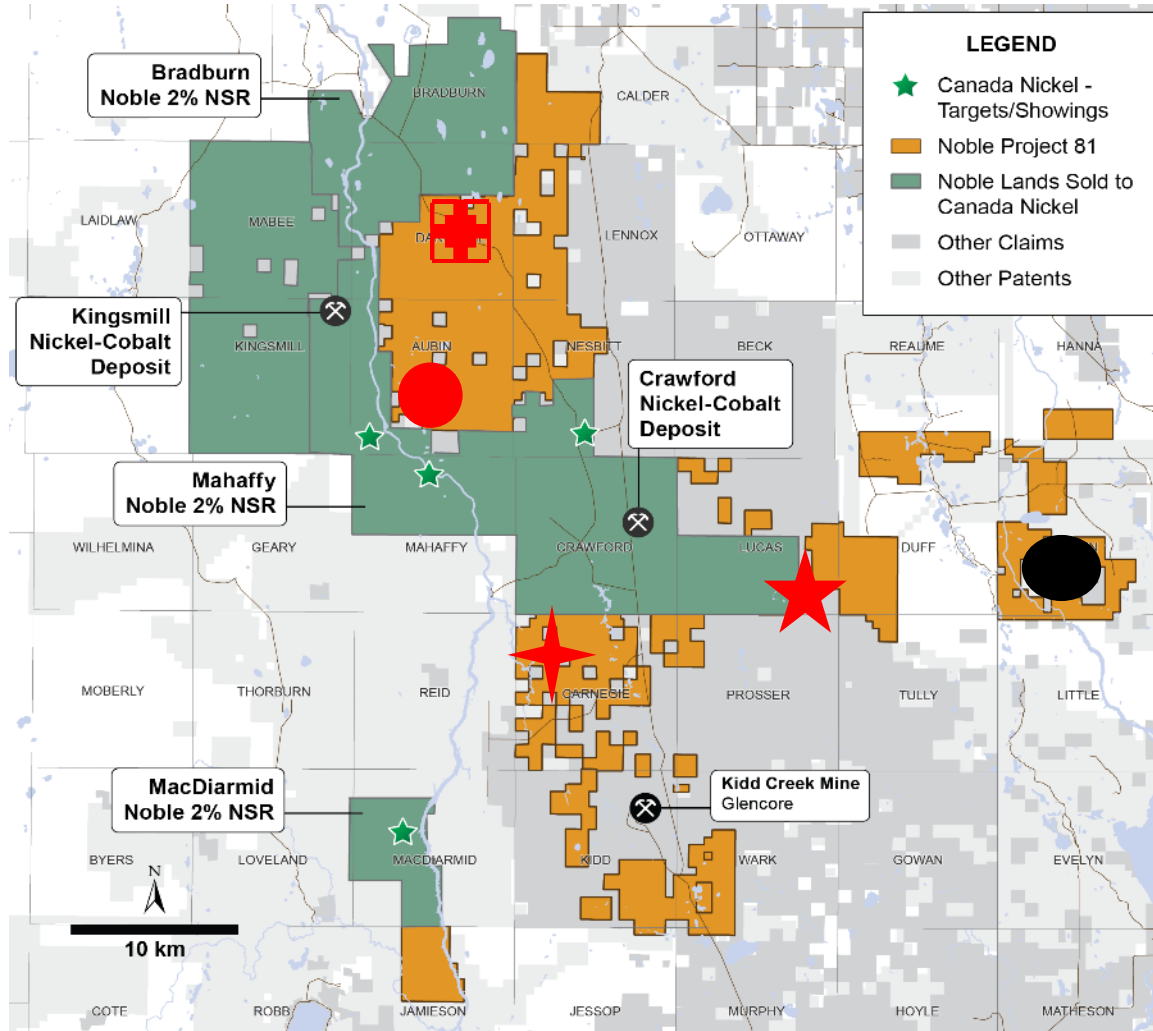 LEGEND
Canada Nickel -
Targets/Showings
Noble Project 81
Noble Lands Sold to
Canada Nickel
Other Claims
Other Patents
Bradburn
Noble 2% NSR
BRADBURN
CALDER
LAIDLAW
MABEE
LENNOX
OTTAWAY
Kingsmill
Nickel-Cobalt
Deposit
KINGSMILL
AUBIN
NESBITT
BECK
REAUME
HANNA
Crawford
Nickel-Cobalt
Deposit
Mahaffy
Noble 2% NSR
WILHELMINA
GEARY
MAHAFFY
CRAWFORD
LUCAS
DUFF
MOBERLY
THORBURN
REID
CARNEGIE
PROSSER
TULLY
LITTLE
MacDiarmid
Noble 2% NSR
Kidd Creek Mine
Glencore
BYERS
LOVELAND
MACDIARMID
KIDD
WARK
GOWAN
EVELYN
N
10 km
COTE
ROBB
JAMIESON
JESSOP
MURPHY
HOYLE
MATHESON